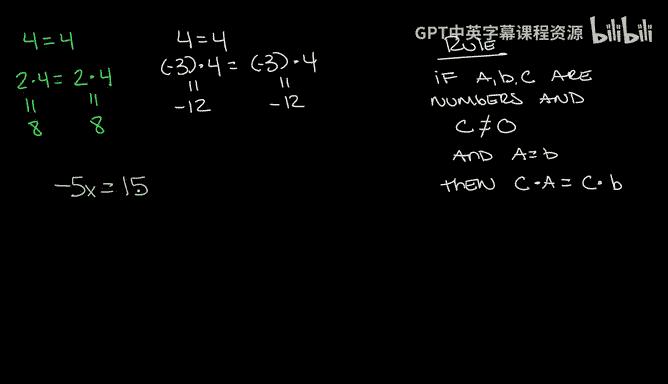 GPT中英字幕课程资源 bilibili
4=4
2·4=2·4
= =
8 8
4=4
(-3)·4=(-3)·4
= =
-12 -12
-5x=15
RULE
IF A, b, C ARE
NUMBERS AND
C≠0
AND A=b
THEN C·A=C·b